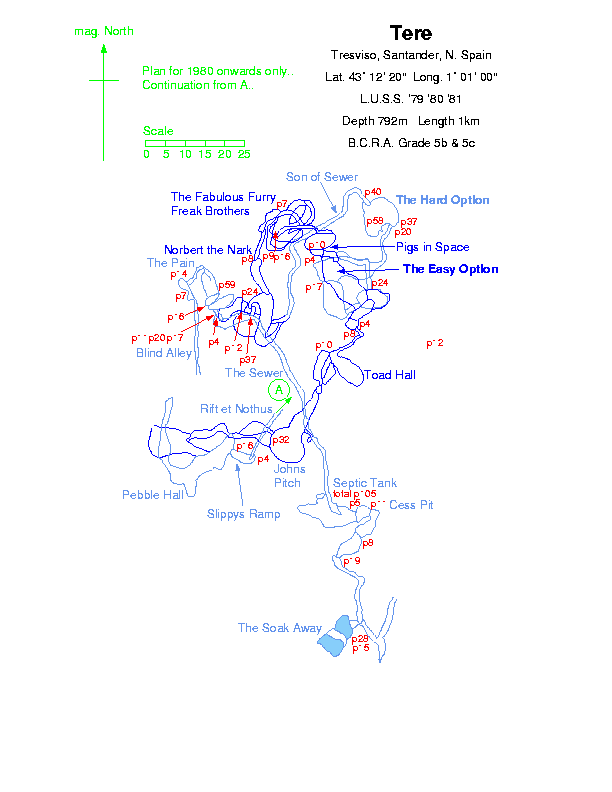 mag, North
Tere
Tresviso, Santander, N. Spain
Plan for 1980 onwards only..
Continuation from A..
Lat. 43° 12' 20" Long. 1° 01' 00"
L.U.S.S. '79 '80 '81
Depth 792m Length 1km
Scale
0 5 10 15 20 25
B.C.R.A. Grade 5b & 5c
Son of Sewer
The Fabulous Furry
Freak Brothers
p7
p40
The Hard Option
p59
p37
p20
Norbert the Nark
p10
Pigs in Space
The Pain
p8
p9
p16
p4
The Easy Option
p14
p59
p24
p17
p24
p7
p16
p4
p11
p20
p17
p4
p12
p10
p12
Blind Alley
p37
The Sewer
Toad Hall
A
Rift et Nothus
p16
p32
p4
Johns
Pitch
Pebble Hall
Slippys Ramp
Septic Tank
total p105
p5
p11
Cess Pit
p8
p19
The Soak Away
p28
p15